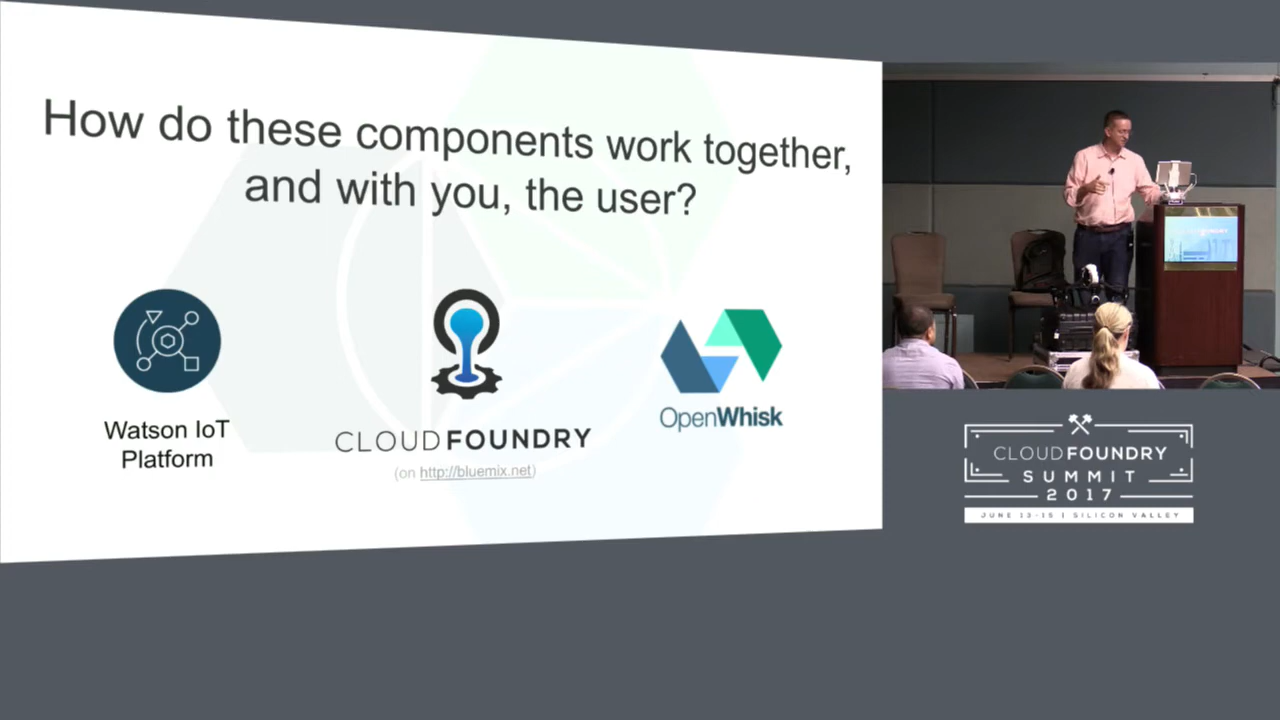 How do these components work together,
and with you, the user?
Watson IoT
Platform
CLOUDFOUNDRY
(on http://bluemix.net)
OpenWhisk
CLOUDFOUNDRY
SUMMIT
2017
JUNE 13-15 | SILICON VALLEY